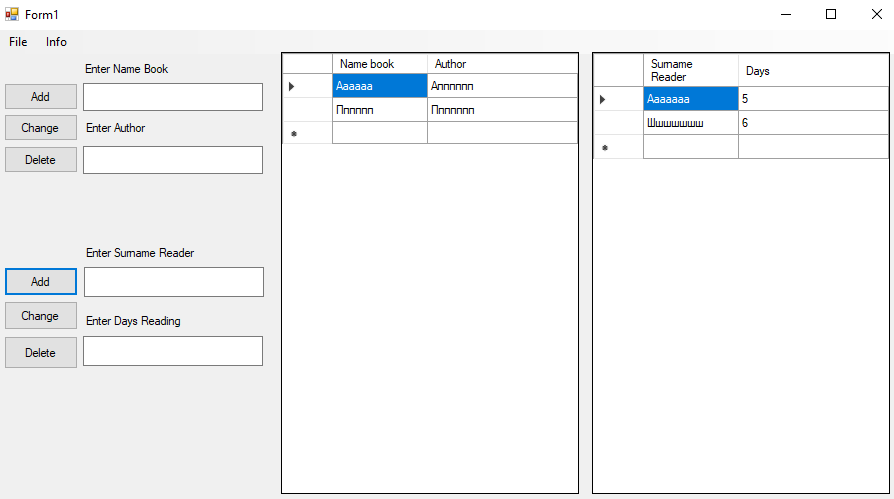 Form1
File Info
Enter Name Book
Add
Change
Enter Author
Delete
Enter Surname Reader
Add
Change
Enter Days Reading
Delete
Name book Author
Aaaaaa Aпппппп
Пппппп Ппппппп
Surname
Reader
Days
Ааааааа 5
Шшшшшшш 6